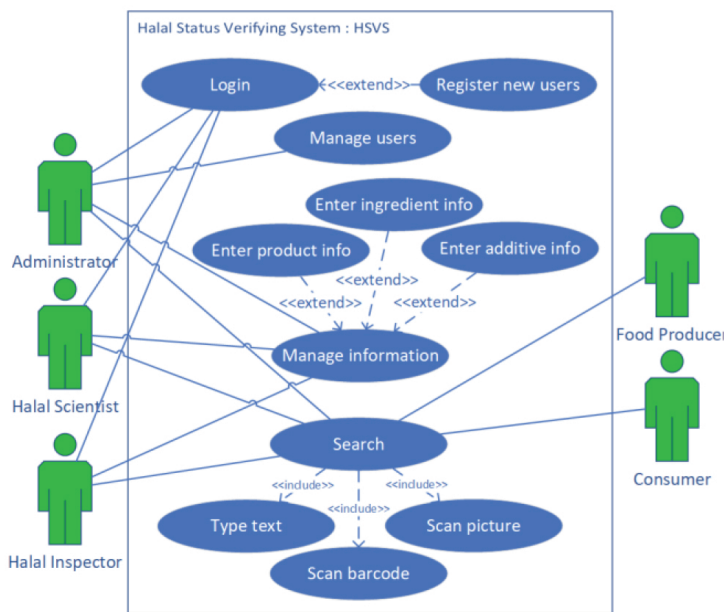 Halal Status Verifying System : HSVS
Login
<<extend>>
Register new users
Manage users
Administrator
Enter ingredient info
Enter product info
Enter additive info
<<extend>>
<<extend>>
<<extend>>
Manage information
Halal Scientist
Food Producer
Search
Consumer
<<include>>
<<include>>
<<include>>
Type text
Scan picture
Scan barcode
Halal Inspector